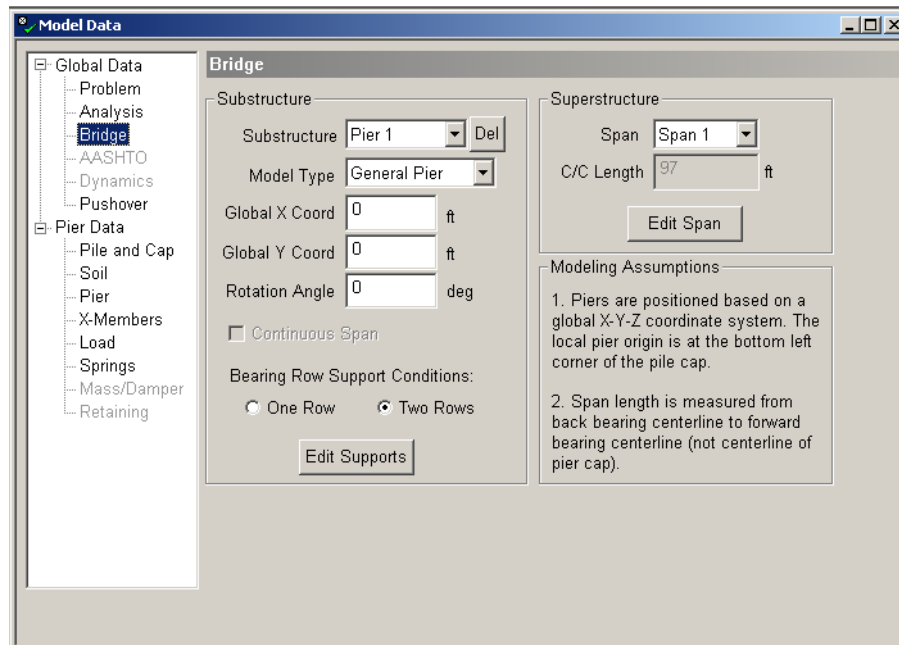 Model Data
Global Data
Problem
Analysis
Bridge
AASHTO
Dynamics
Pushover
Pier Data
Pile and Cap
Soil
Pier
X-Members
Load
Springs
Mass/Damper
Retaining
Bridge
Substructure
Substructure Pier 1 Del
Model Type General Pier
Global X Coord 0 ft
Global Y Coord 0 ft
Rotation Angle 0 deg
Continuous Span
Bearing Row Support Conditions:
One Row Two Rows
Edit Supports
Superstructure
Span Span 1
C/C Length 97 ft
Edit Span
Modeling Assumptions
1. Piers are positioned based on a
global X-Y-Z coordinate system. The
local pier origin is at the bottom left
corner of the pile cap.
2. Span length is measured from
back bearing centerline to forward
bearing centerline (not centerline of
pier cap).